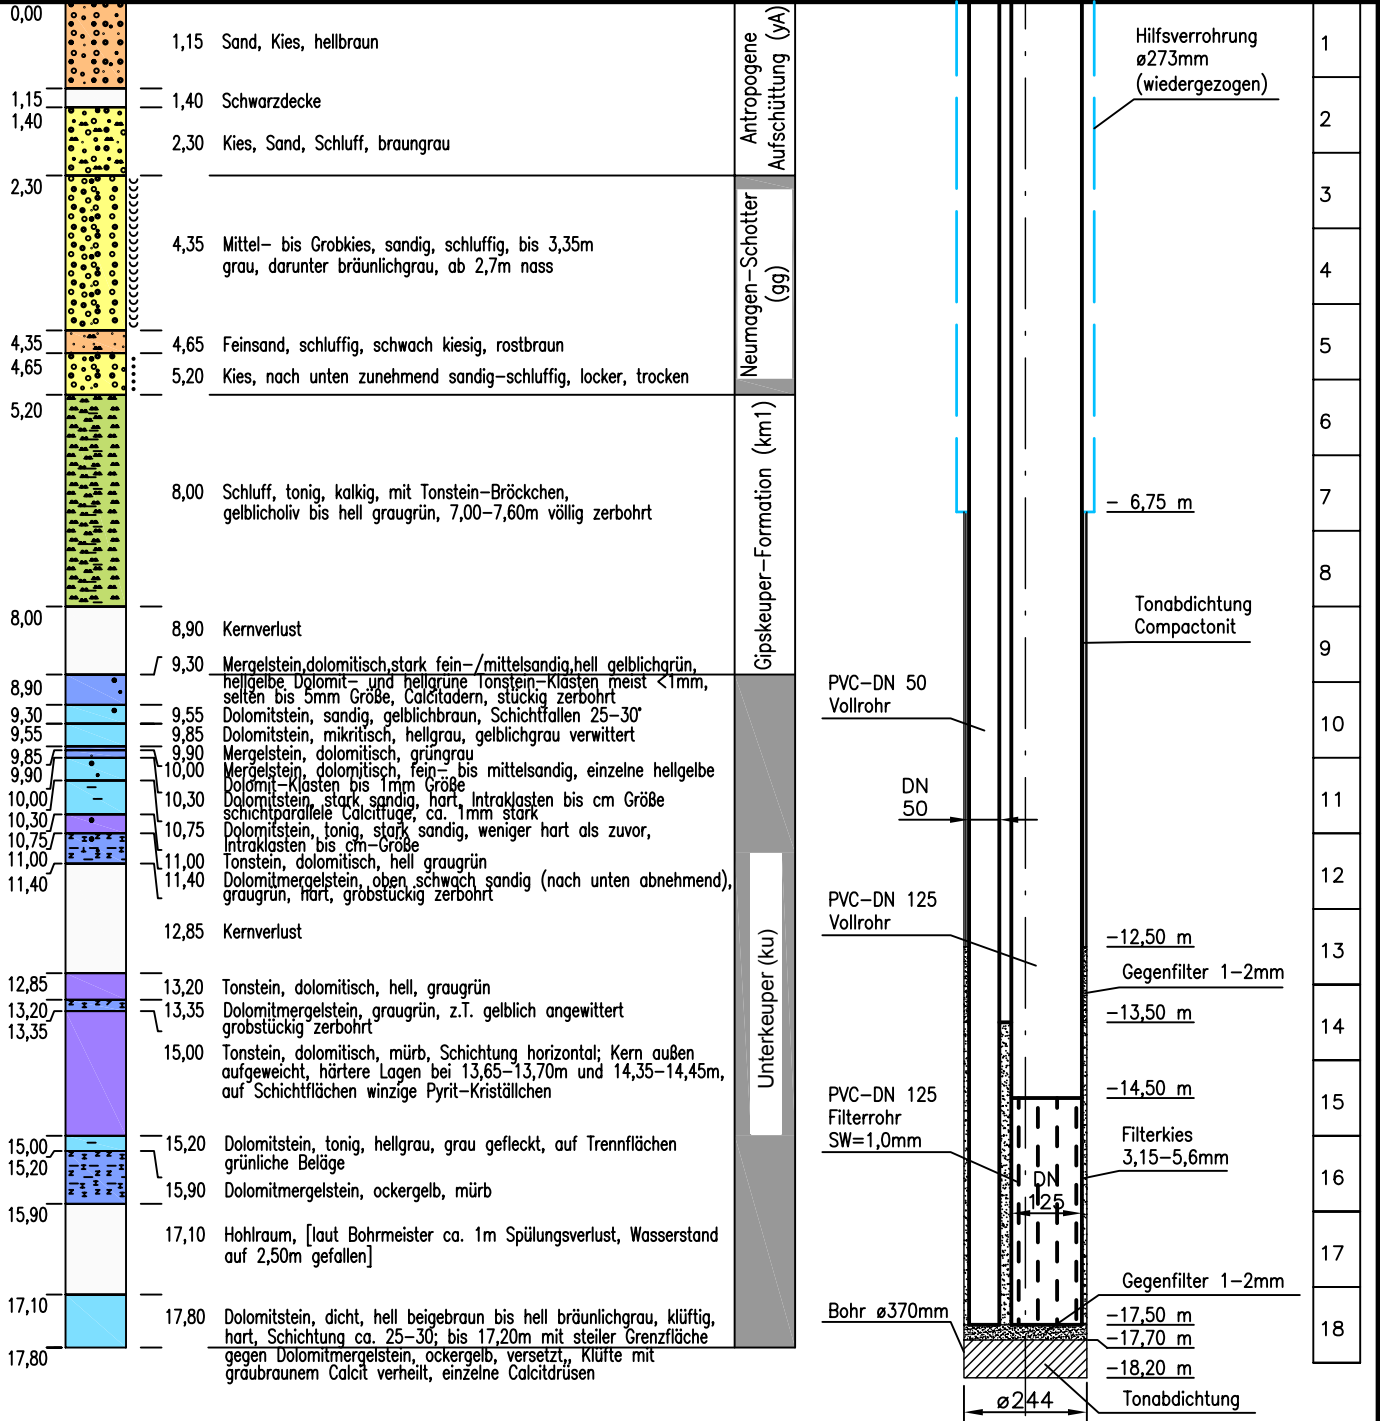 0,00
1,15
1,40
2,30
4,35
4,65
5,20
8,00
8,90
9,30
9,55
9,85
9,90
10,00
10,30
10,75
11,00
11,40
12,85
13,20
13,35
15,00
15,20
15,90
17,10
17,80
1,15 Sand, Kies, hellbraun
1,40 Schwarzdecke
2,30 Kies, Sand, Schluff, braungrau
4,35 Mittel- bis Grobkies, sandig, schluffig, bis 3,35m
grau, darunter bräunlichgrau, ab 2,7m nass
4,65 Feinsand, schluffig, schwach kiesig, rostbraun
5,20 Kies, nach unten zunehmend sandig-schluffig, locker, trocken
8,00 Schluff, tonig, kalkig, mit Tonstein-Bröckchen,
gelblicholiv bis hell graugrün, 7,00-7,60m völlig zerbohrt
8,90 Kernverlust
9,30 Mergelstein,dolomitisch,stark fein-/mittelsandig,hell gelblichgrün,
hellgelbe Dolomit- und hellgrüne Tonstein-Klasten meist <1mm,
selten bis 5mm Größe, Calcitadern, stückig zerbohrt
9,55 Dolomitstein, sandig, gelblichbraun, Schichtfallen 25-30°
9,85 Dolomitstein, mikritisch, hellgrau, gelblichgrau verwittert
9,90 Mergelstein, dolomitisch, grüngrau
10,00 Mergelstein, dolomitisch, fein- bis mittelsandig, einzelne hellgelbe
Dolomit-Klasten bis 1mm Größe
10,30 Dolomitstein, stark sandig, hart, Intraklasten bis cm Größe
schichtparallele Calcitfuge, ca. 1mm stark
10,75 Dolomitstein, tonig, stark sandig, weniger hart als zuvor,
Intraklasten bis cm-Größe
11,00 Tonstein, dolomitisch, hell graugrün
11,40 Dolomitmergelstein, oben schwach sandig (nach unten abnehmend),
graugrün, hart, grobstückig zerbohrt
12,85 Kernverlust
13,20 Tonstein, dolomitisch, hell, graugrün
13,35 Dolomitmergelstein, graugrün, z.T. gelblich angewittert
grobstückig zerbohrt
15,00 Tonstein, dolomitisch, mürb, Schichtung horizontal; Kern außen
aufgeweicht, härtere Lagen bei 13,65-13,70m und 14,35-14,45m,
auf Schichtflächen winzige Pyrit-Kriställchen
15,20 Dolomitstein, tonig, hellgrau, grau gefleckt, auf Trennflächen
grünliche Beläge
15,90 Dolomitmergelstein, ockergelb, mürb
17,10 Hohlraum, [laut Bohrmeister ca. 1m Spülungsverlust, Wasserstand
auf 2,50m gefallen]
17,80 Dolomitstein, dicht, hell beigebraun bis hell bräunlichgrau, klüftig,
hart, Schichtung ca. 25-30; bis 17,20m mit steiler Grenzfläche
gegen Dolomitmergelstein, ockergelb, versetzt,, Klüfte mit
graubraunem Calcit verheilt, einzelne Calcitdrüsen
Antropogene
Aufschüttung (yA)
Neumagen-Schotter
(gg)
Gipskeuper-Formation (km1)
Unterkeuper (ku)
Hilfsverrohrung
ø273mm
(wiedergezogen)
- 6,75 m
Tonabdichtung
Compactonit
PVC-DN 50
Vollrohr
DN
50
PVC-DN 125
Vollrohr
-12,50 m
Gegenfilter 1-2mm
-13,50 m
-14,50 m
PVC-DN 125
Filterrohr
SW=1,0mm
Filterkies
3,15-5,6mm
DN
125
Gegenfilter 1-2mm
Bohr ø370mm
-17,50 m
-17,70 m
-18,20 m
ø244
Tonabdichtung
1
2
3
4
5
6
7
8
9
10
11
12
13
14
15
16
17
18